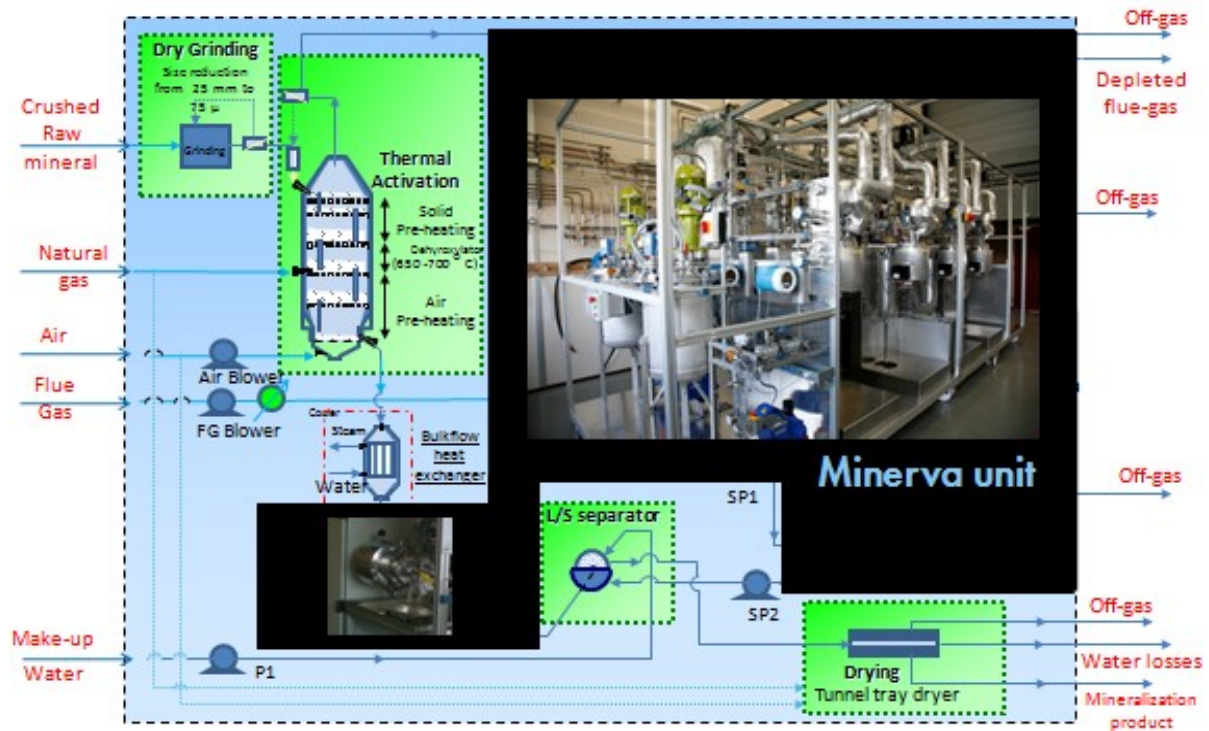 Off-gas
Dry Grinding
Size reduction
from 25 mm to
75 µ
Depleted
flue-gas
Crushed
Raw
mineral
Grinding
Thermal
Activation
Solid
Pre-heating
Off-gas
Dehyroxylator
(650-700°C)
Natural
gas
Air
Pre-heating
Air
Air Blower
Flue
Gas
FG Blower
Cooler
Steam
Bulkflow
heat
exchanger
Water
Minerva unit
Off-gas
SP1
L/S separator
SP2
Off-gas
Make-up
Water
P1
Water losses
Drying
Tunnel tray dryer
Mineralization
product